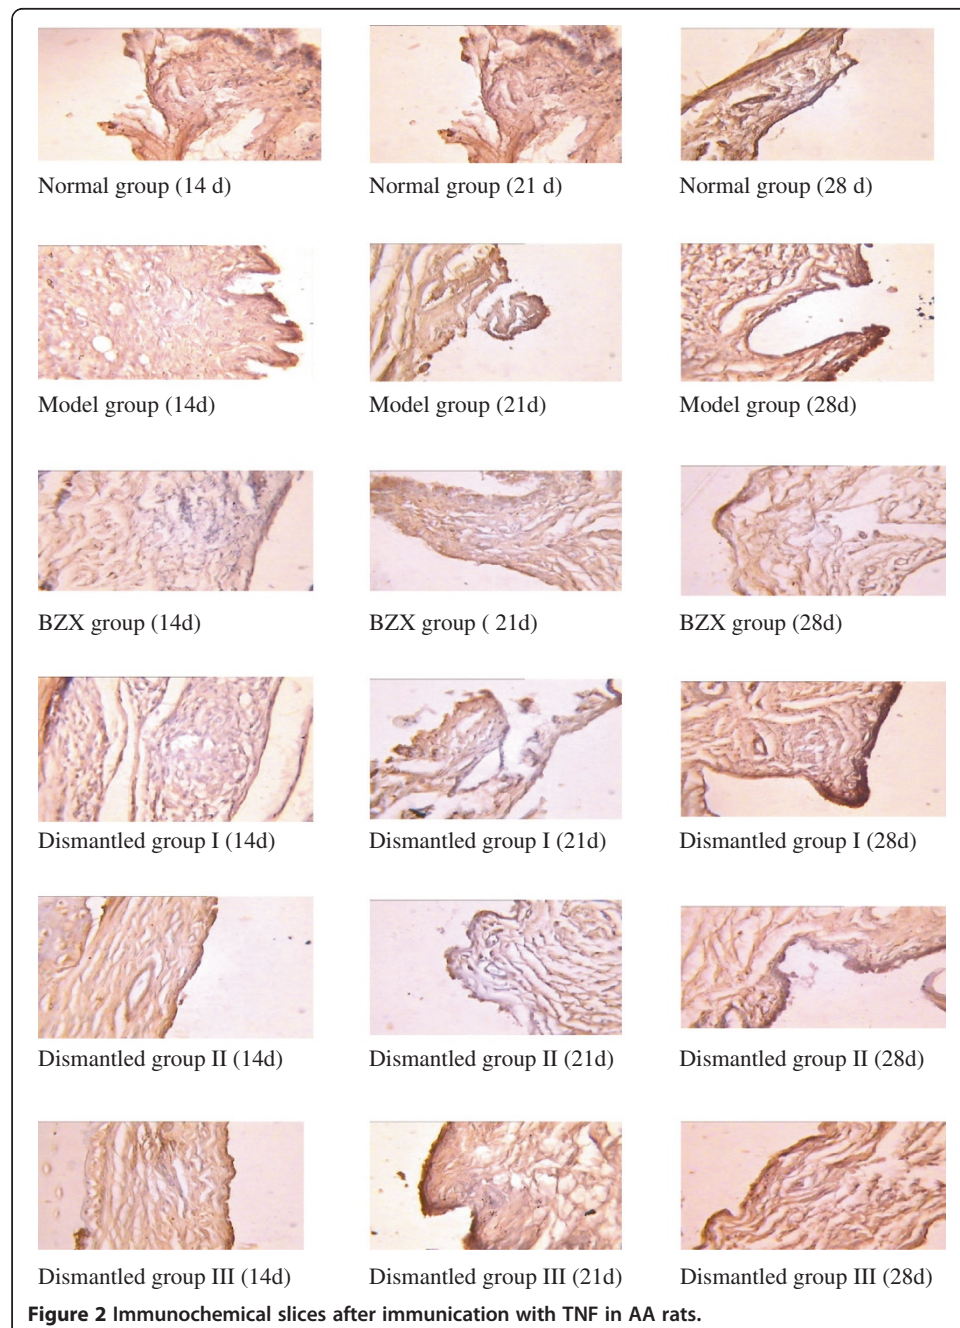 Normal group (14 d) Normal group (21 d) Normal group (28 d)
Model group (14d) Model group (21d) Model group (28d)
BZX group (14d) BZX group ( 21d) BZX group (28d)
Dismantled group I (14d) Dismantled group I (21d) Dismantled group I (28d)
Dismantled group II (14d) Dismantled group II (21d) Dismantled group II (28d)
Dismantled group III (14d) Dismantled group III (21d) Dismantled group III (28d)
Figure 2 Immunochemical slices after immunication with TNF in AA rats.